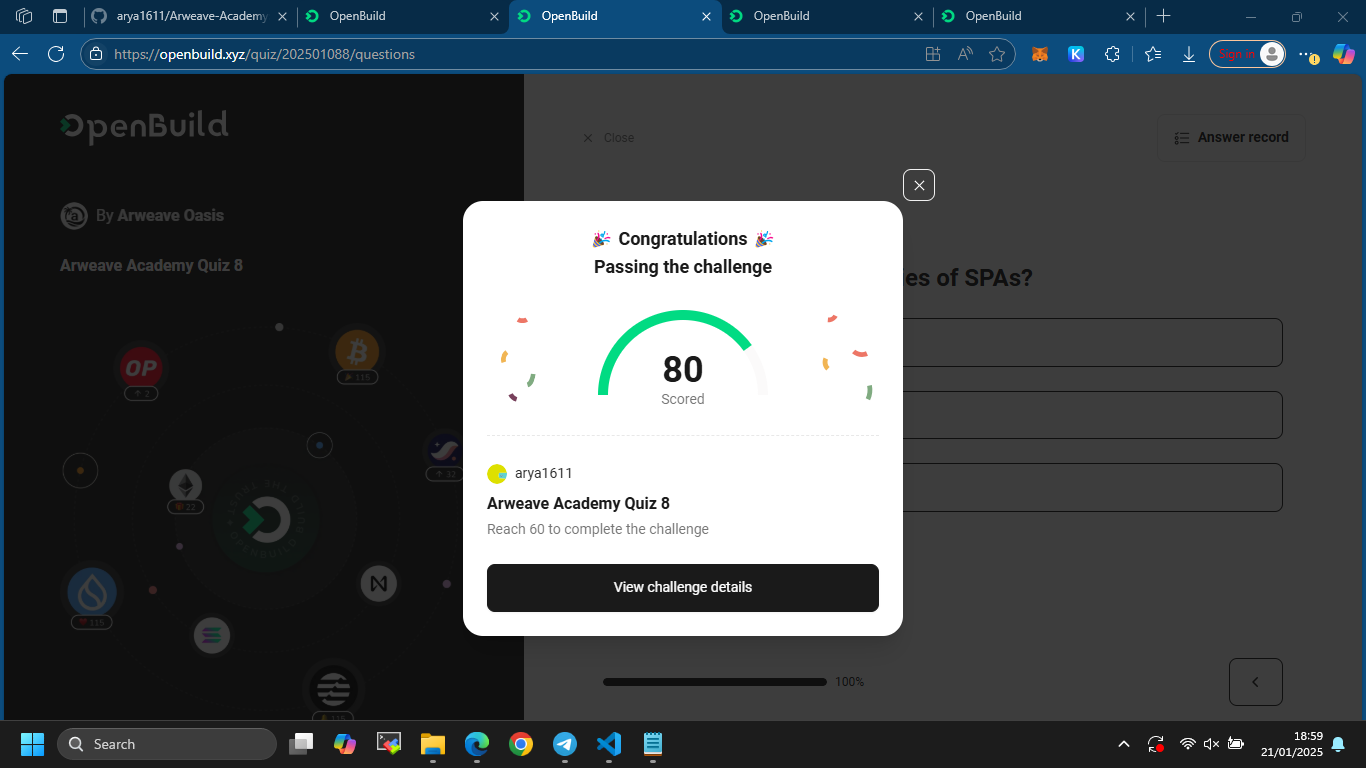 arya1611/Arweave-Academy
OpenBuild
OpenBuild
OpenBuild
OpenBuild
https://openbuild.xyz/quiz/202501088/questions
Sign in
OpenBuild
Close
Answer record
By Arweave Oasis
Arweave Academy Quiz 8
es of SPAs?
🎉 Congratulations 🎉
Passing the challenge
80
Scored
arya1611
Arweave Academy Quiz 8
Reach 60 to complete the challenge
View challenge details
OP
2
115
32
22
115
100%
Search
18:59
21/01/2025